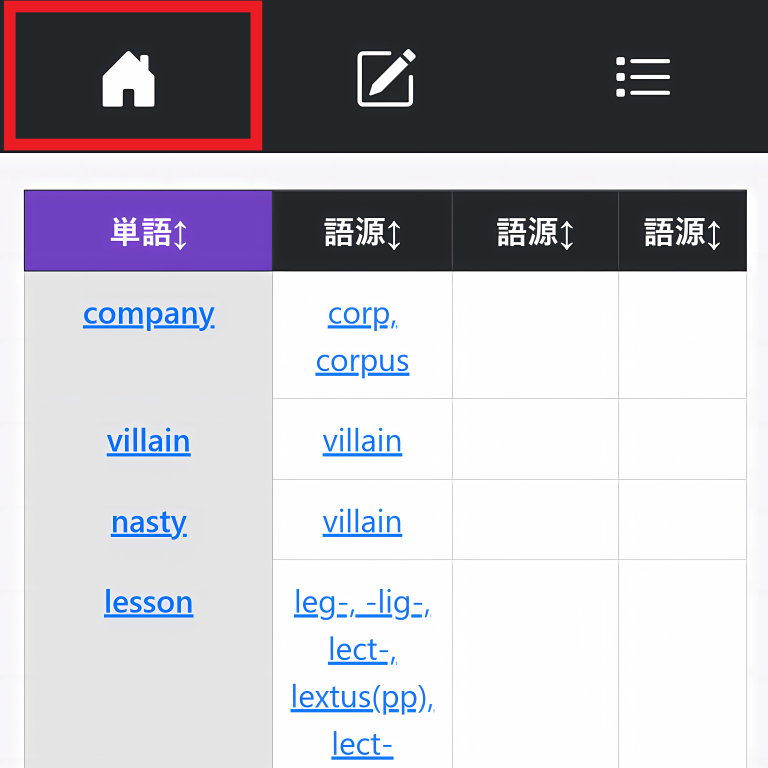 単語↕ 語源↕ 語源↕ 語源↕
company corp,
corpus
villain villain
nasty villain
lesson leg-, -lig-,
lect-,
lextus(pp),
lect-